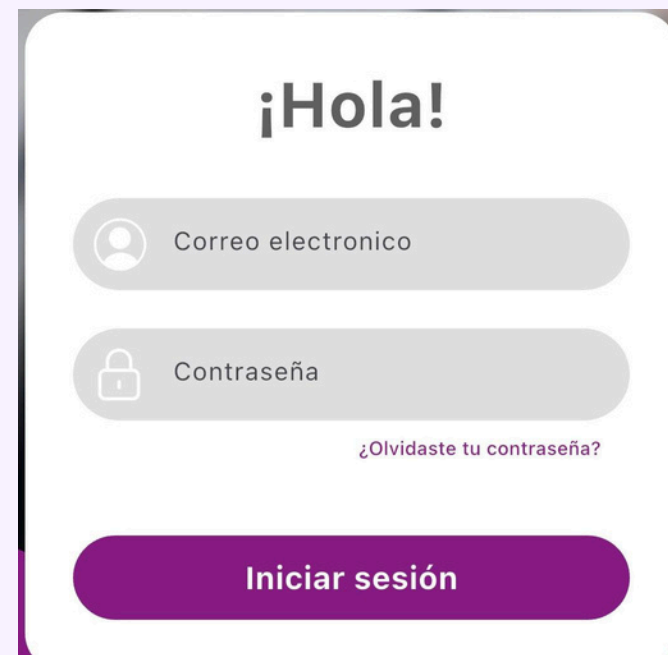 ¡Hola!
Correo electronico
Contraseña
¿Olvidaste tu contraseña?
Iniciar sesión